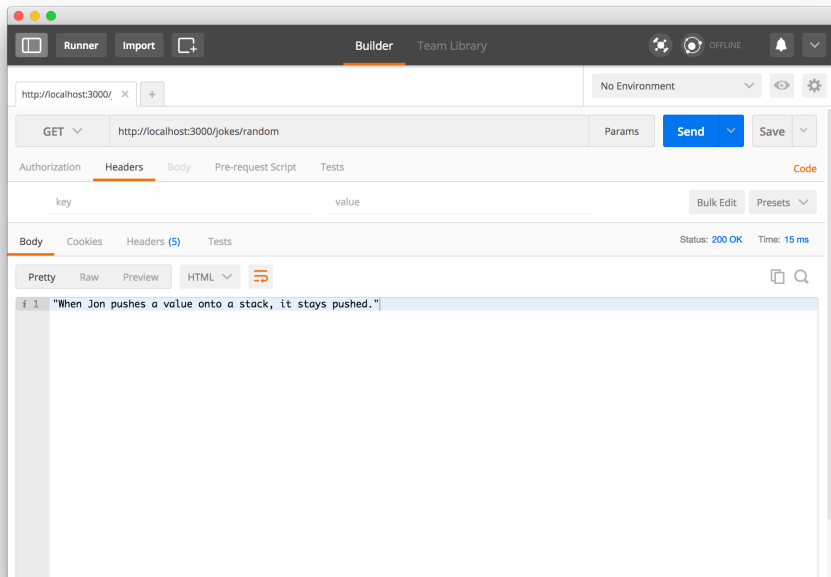 Runner Import Builder Team Library OFFLINE
http://localhost:3000/ No Environment
GET http://localhost:3000/jokes/random Params Send Save
Authorization Headers Body Pre-request Script Tests Code
key value Bulk Edit Presets
Body Cookies Headers (5) Tests Status: 200 OK Time: 15 ms
Pretty Raw Preview HTML
i 1 "When Jon pushes a value onto a stack, it stays pushed."